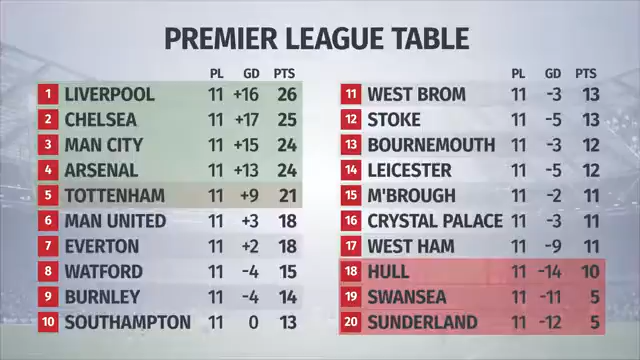 PREMIER LEAGUE TABLE
PL GD PTS
1 LIVERPOOL 11 +16 26
2 CHELSEA 11 +17 25
3 MAN CITY 11 +15 24
4 ARSENAL 11 +13 24
5 TOTTENHAM 11 +9 21
6 MAN UNITED 11 +3 18
7 EVERTON 11 +2 18
8 WATFORD 11 -4 15
9 BURNLEY 11 -4 14
10 SOUTHAMPTON 11 0 13
PL GD PTS
11 WEST BROM 11 -3 13
12 STOKE 11 -5 13
13 BOURNEMOUTH 11 -3 12
14 LEICESTER 11 -5 12
15 M'BROUGH 11 -2 11
16 CRYSTAL PALACE 11 -3 11
17 WEST HAM 11 -9 11
18 HULL 11 -14 10
19 SWANSEA 11 -11 5
20 SUNDERLAND 11 -12 5